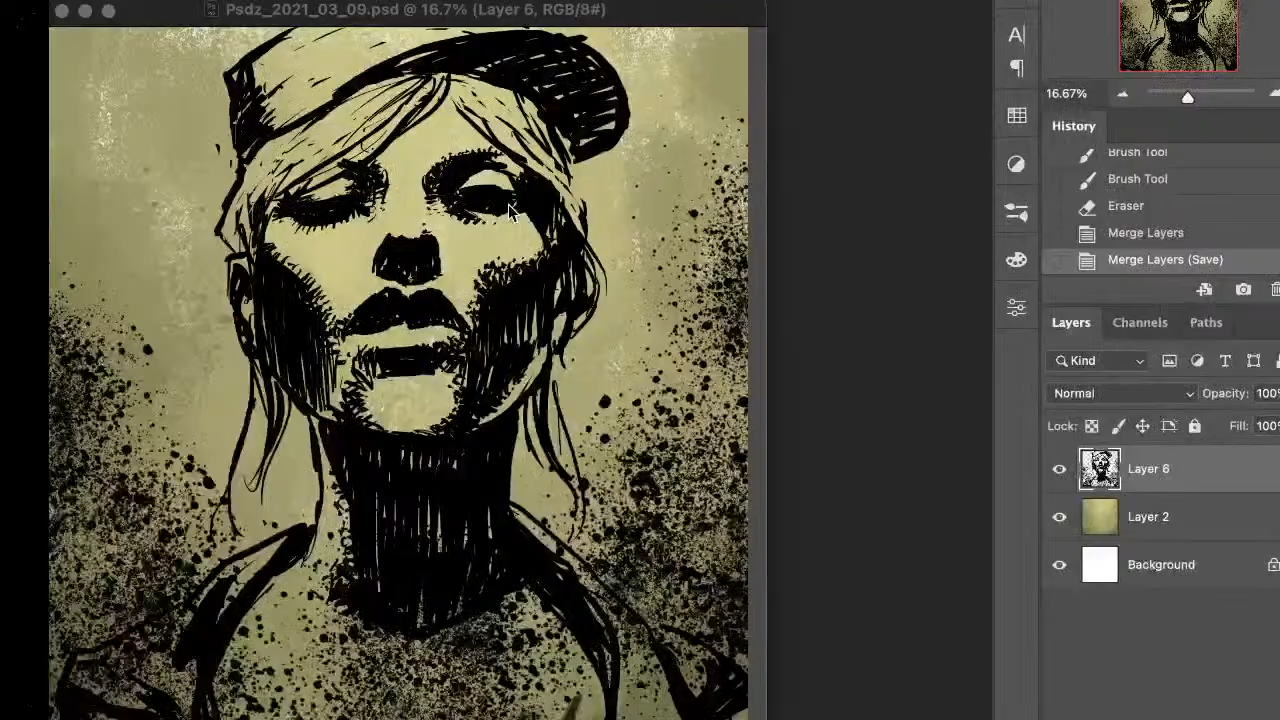 Psdz_2021_03_09.psd @ 16.7% (Layer 6, RGB/8#)
A|
16.67%
History
Brush Tool
Brush Tool
Eraser
Merge Layers
Merge Layers (Save)
Layers Channels Paths
Kind
Normal Opacity: 100%
Lock: Fill: 100%
Layer 6
Layer 2
Background